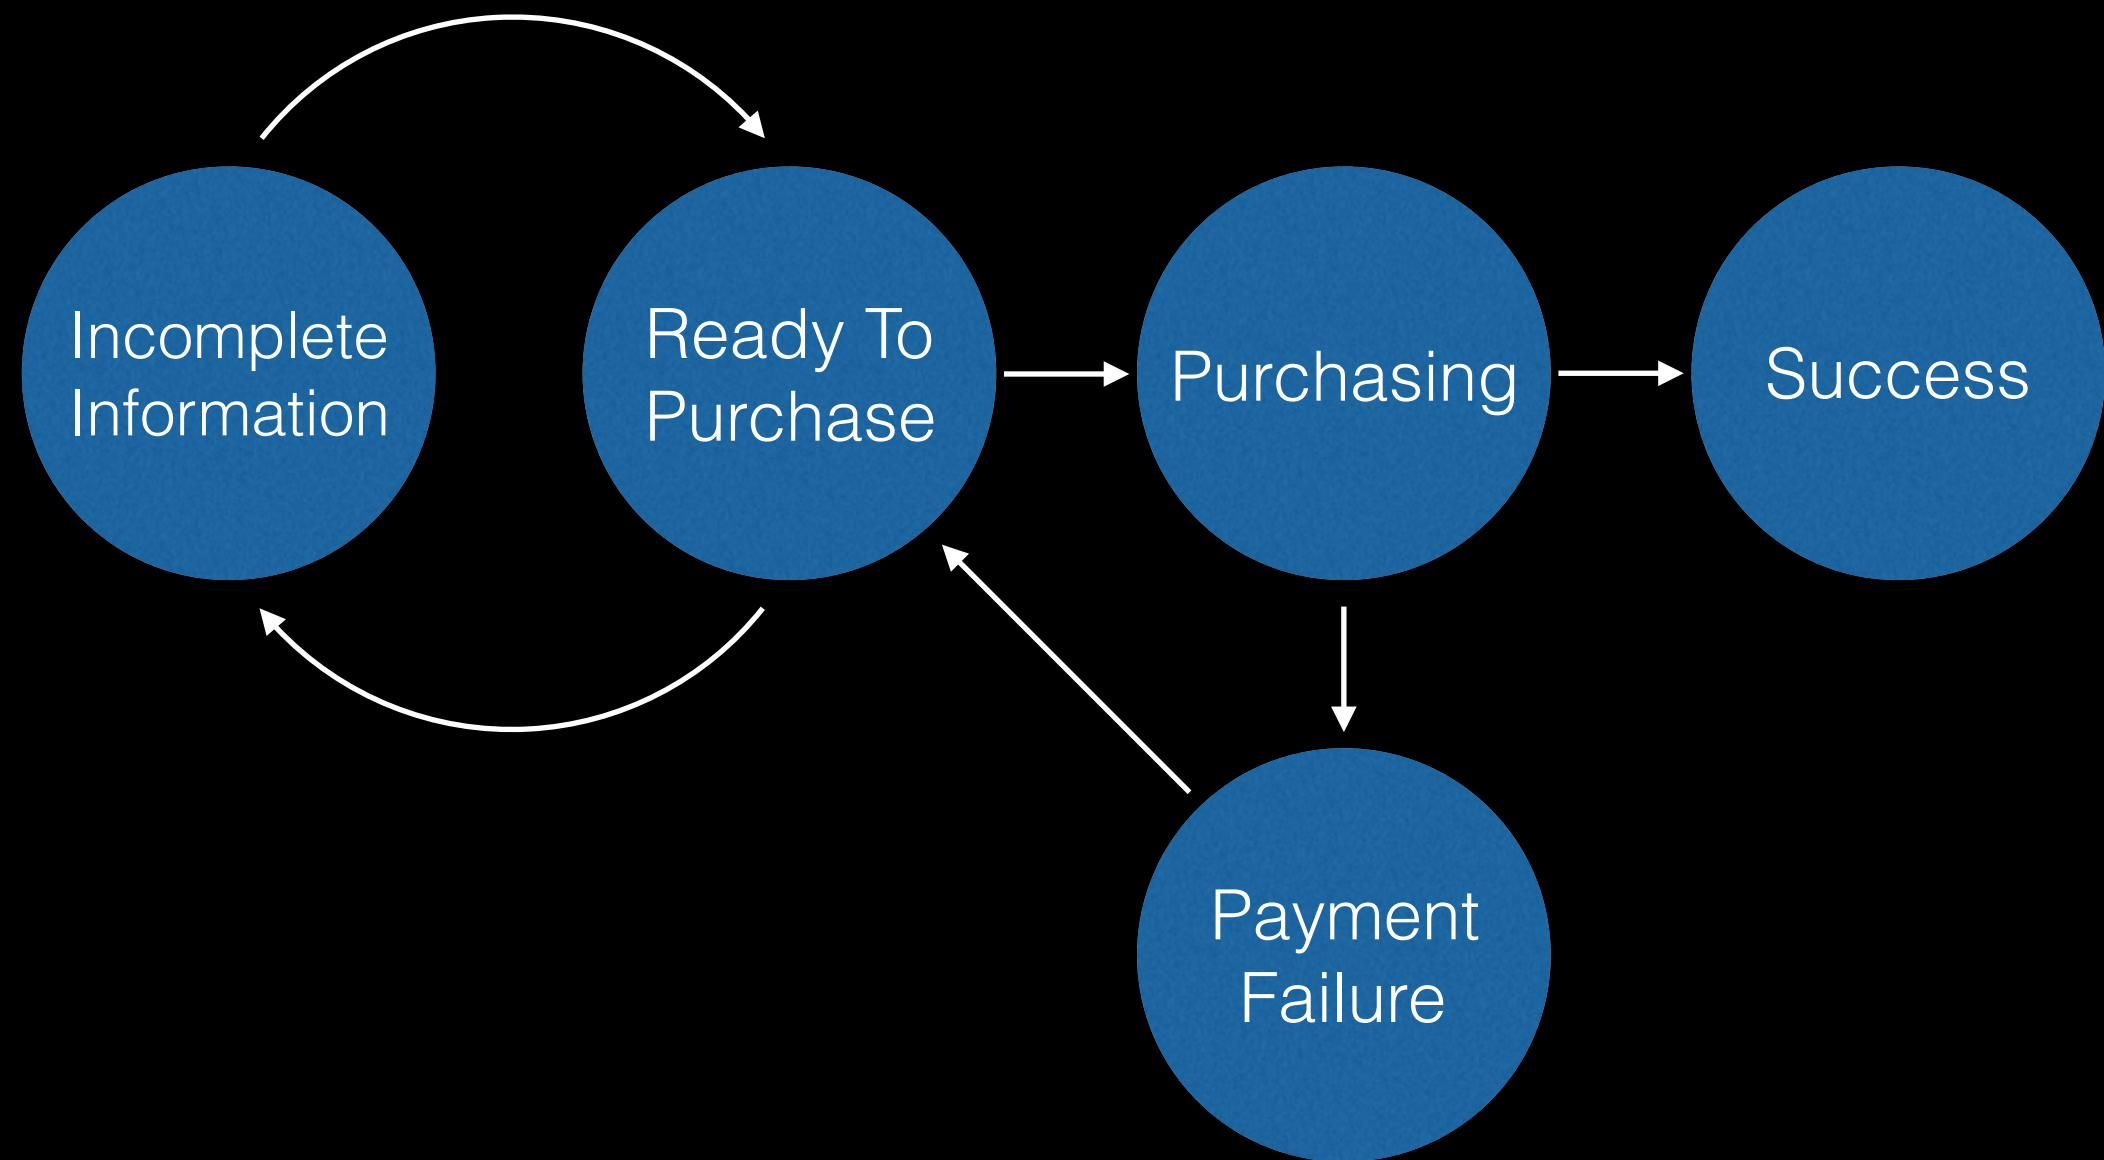 Incomplete
Information
Ready To
Purchase
Purchasing
Success
Payment
Failure